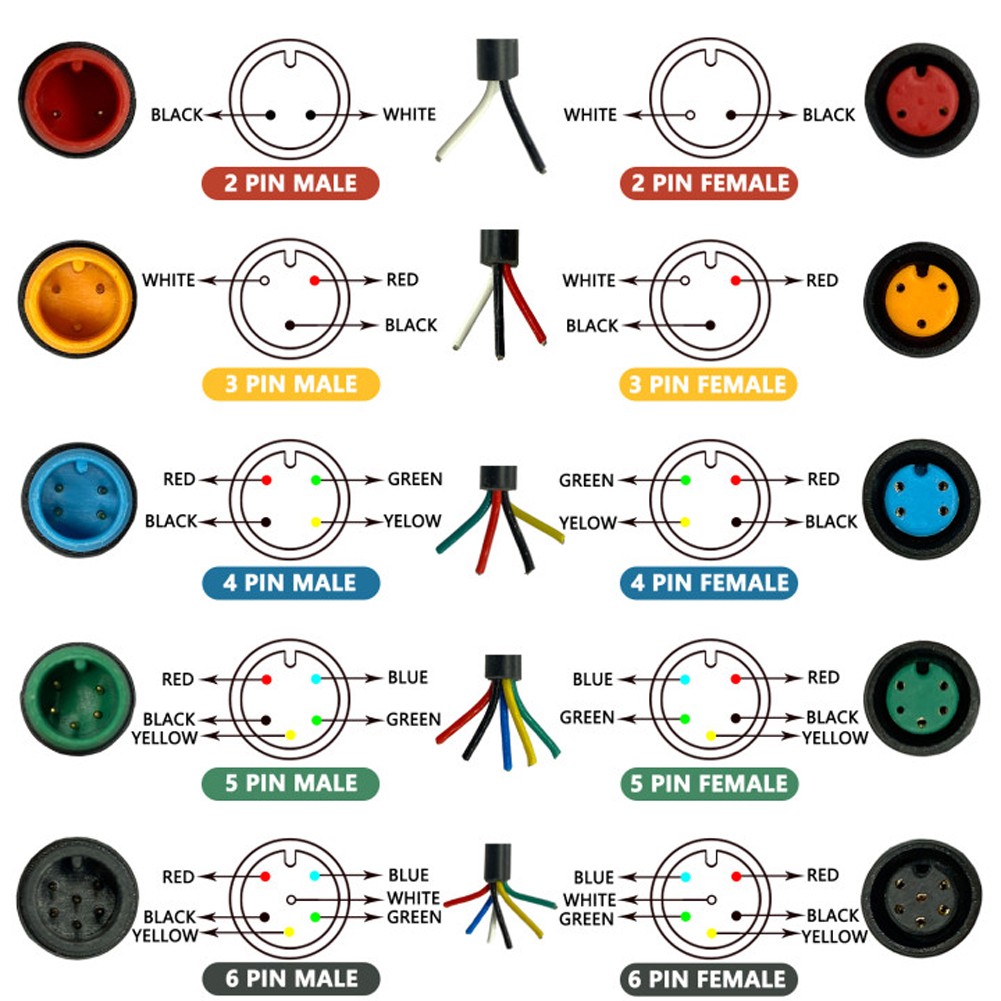 BLACK WHITE WHITE BLACK
2 PIN MALE 2 PIN FEMALE
WHITE RED WHITE RED
BLACK BLACK
3 PIN MALE 3 PIN FEMALE
RED GREEN GREEN RED
BLACK YELOW YELOW BLACK
4 PIN MALE 4 PIN FEMALE
RED BLUE BLUE RED
BLACK GREEN GREEN BLACK
YELLOW YELLOW
5 PIN MALE 5 PIN FEMALE
RED BLUE BLUE RED
WHITE WHITE
BLACK GREEN GREEN BLACK
YELLOW YELLOW
6 PIN MALE 6 PIN FEMALE